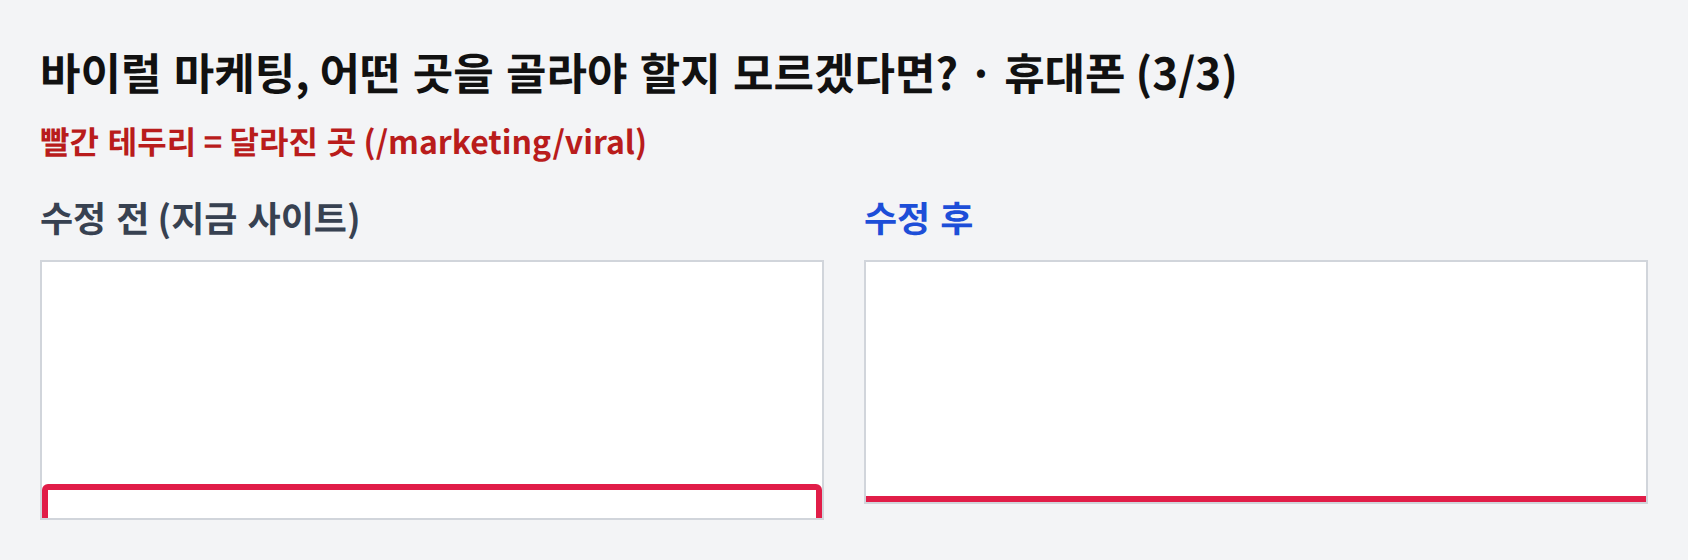 바이럴 마케팅, 어떤 곳을 골라야 할지 모르겠다면? · 휴대폰 (3/3)
빨간 테두리 = 달라진 곳 (/marketing/viral)
수정 전 (지금 사이트)
수정 후